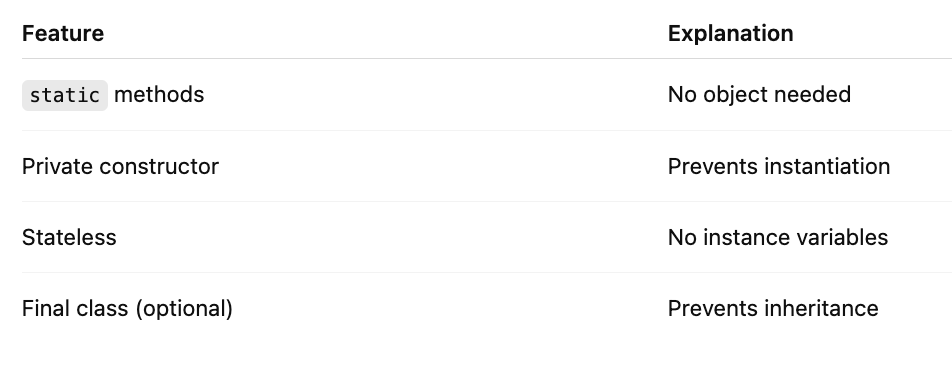 Feature Explanation
static methods No object needed
Private constructor Prevents instantiation
Stateless No instance variables
Final class (optional) Prevents inheritance